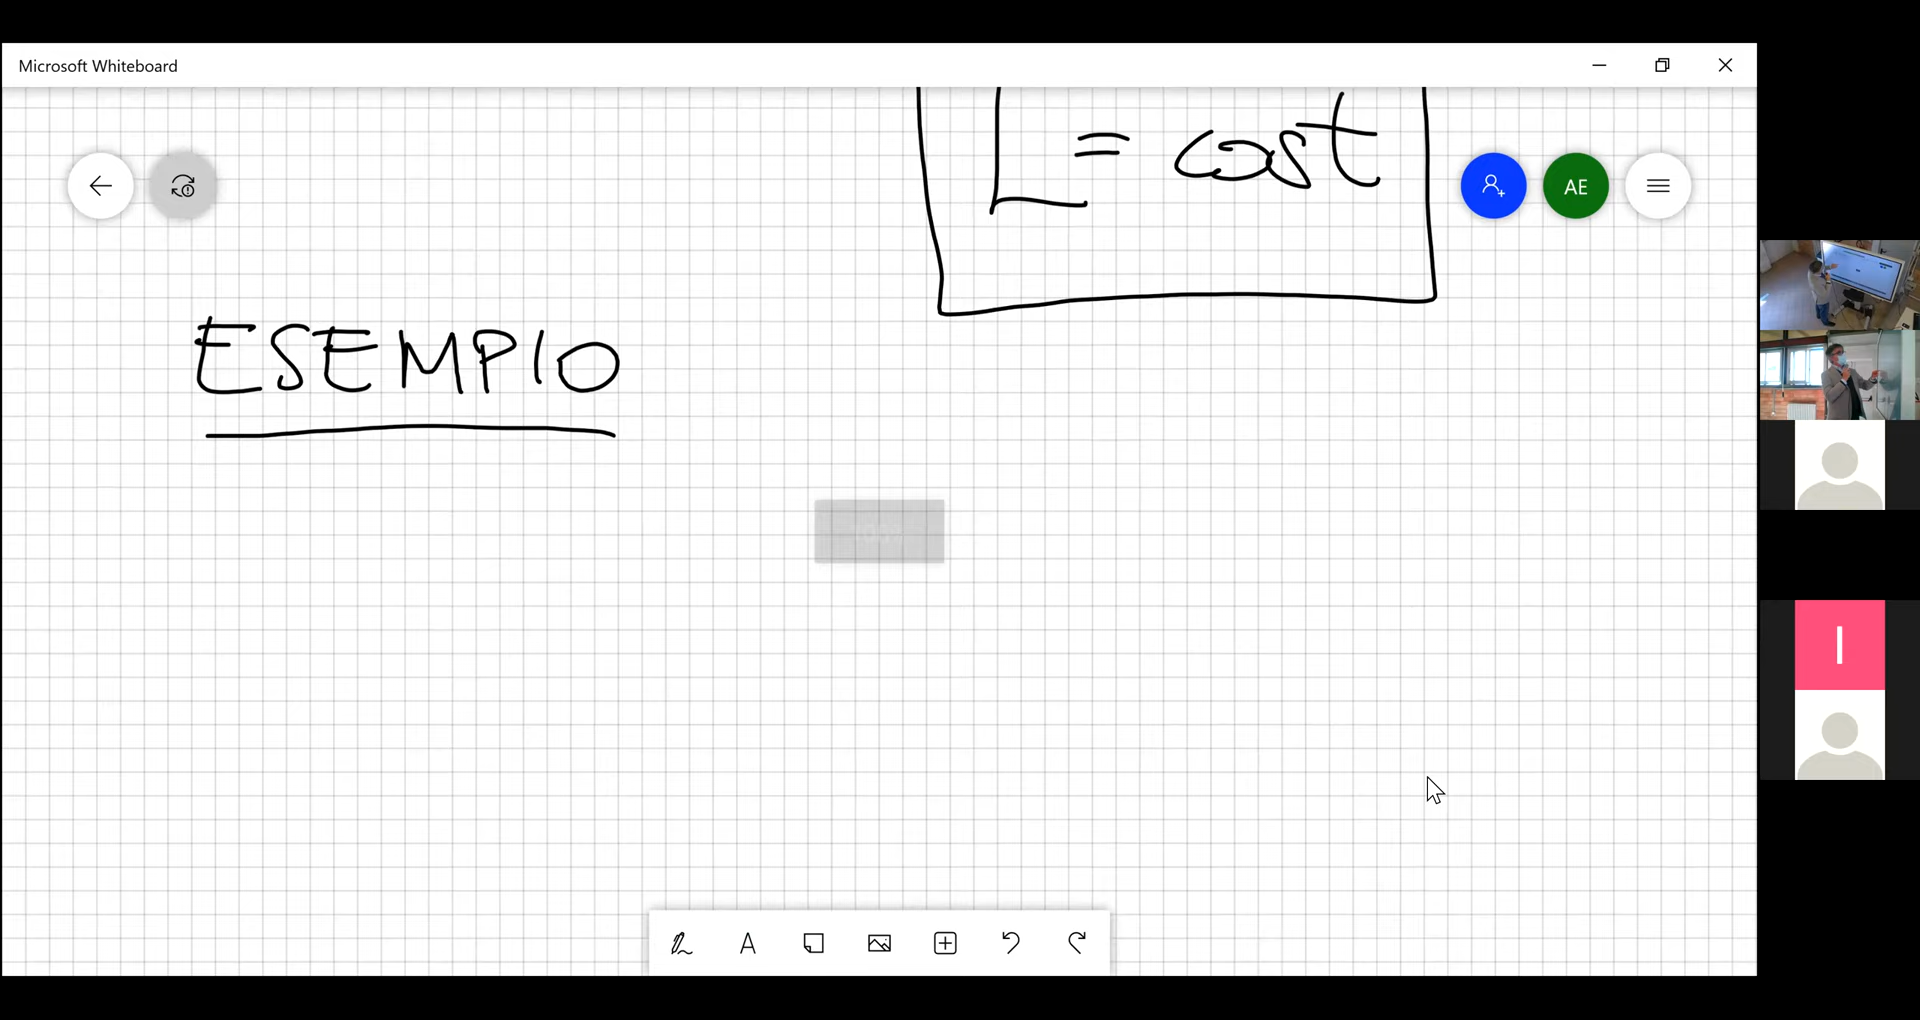 Microsoft Whiteboard
L = cost
AE
ESEMPIO
I
A